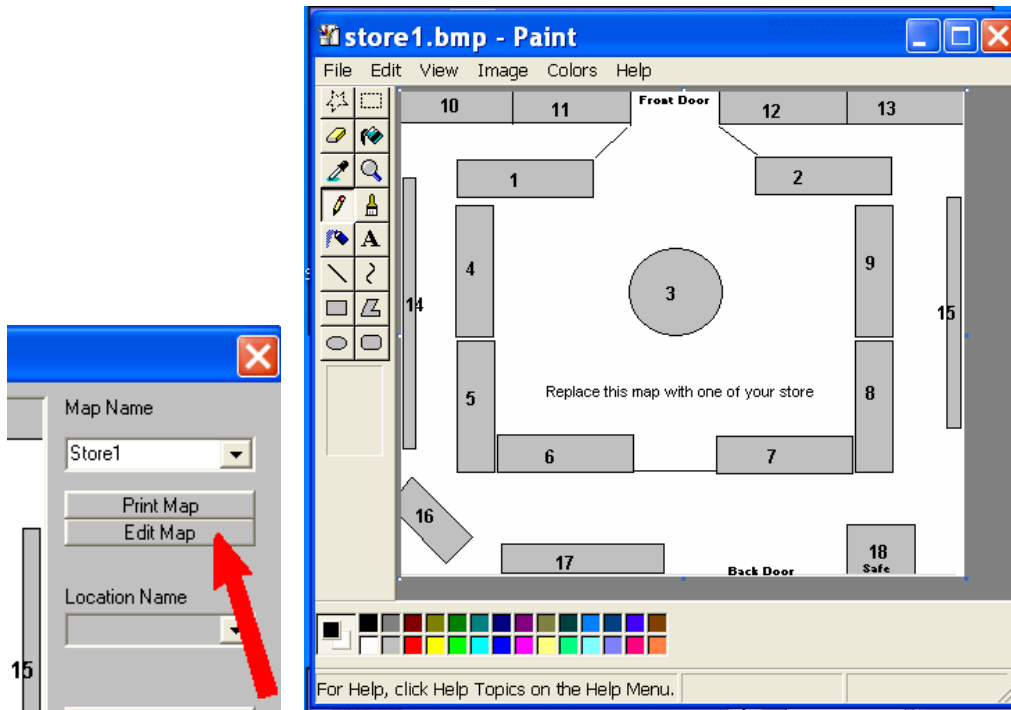 store1.bmp - Paint
File Edit View Image Colors Help
10 11 Front Door 12 13
1 2
4 9
3
14 15
5 Replace this map with one of your store 8
6 7
16
17 18
Back Door Safe
For Help, click Help Topics on the Help Menu.
Map Name
Store1
Print Map
Edit Map
Location Name
15